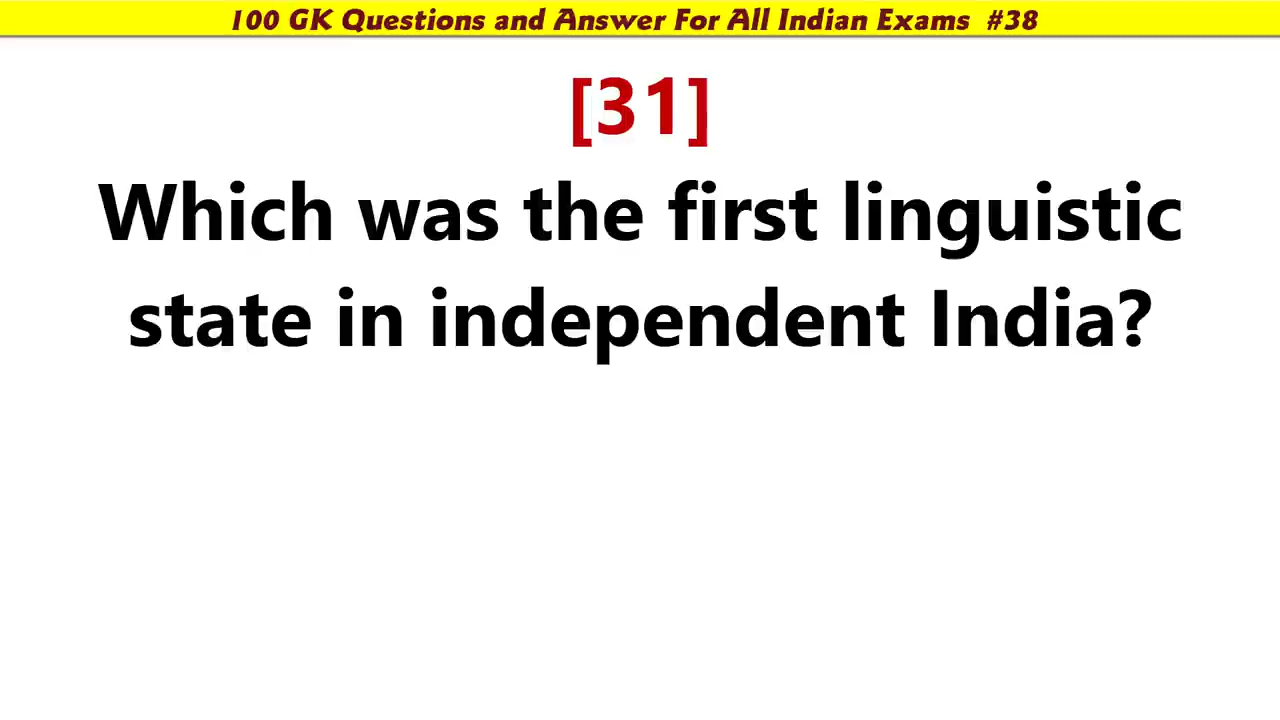 100 GK Questions and Answer For All Indian Exams #38
[31]
Which was the first linguistic
state in independent India?